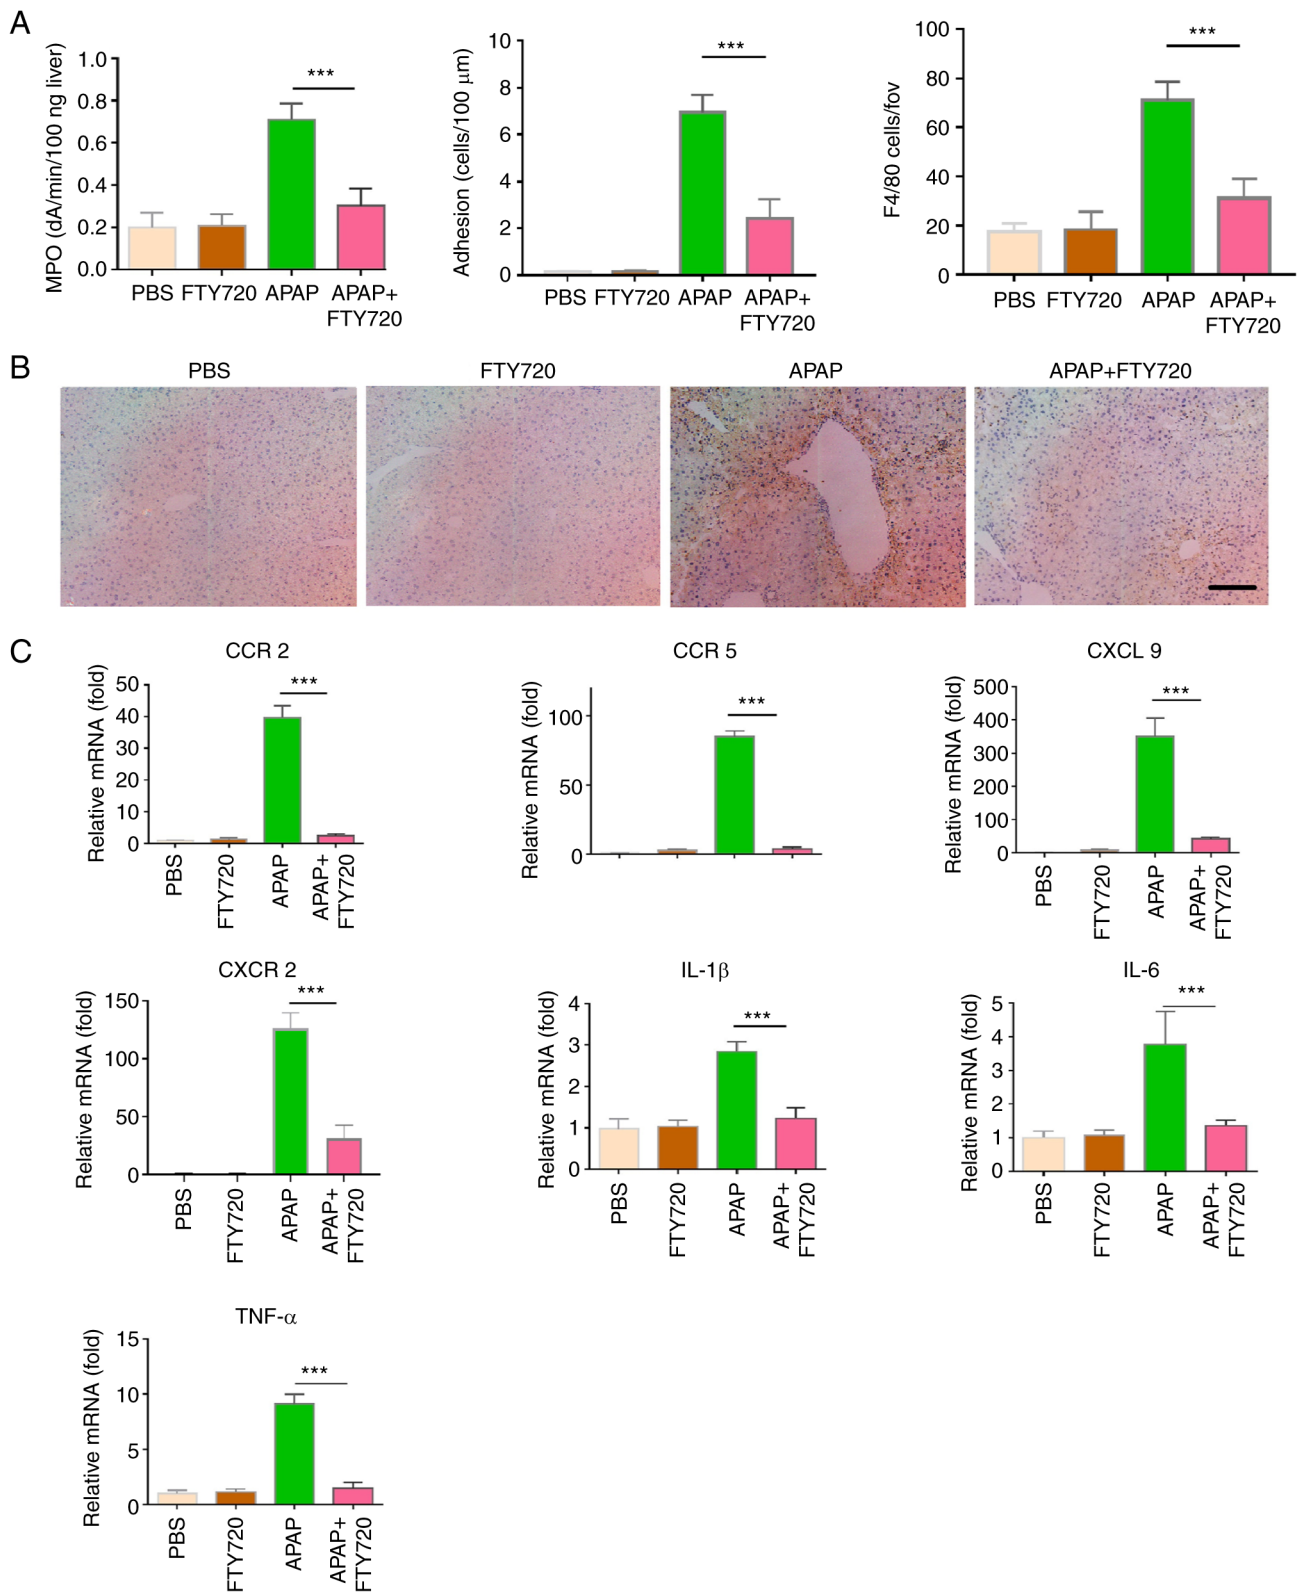 A
MPO (dA/min/100 ng liver)
1.0
0.8
0.6
0.4
0.2
0.0
***
PBS FTY720 APAP APAP+
FTY720
Adhesion (cells/100 μm)
10
8
6
4
2
0
***
PBS FTY720 APAP APAP+
FTY720
F4/80 cells/fov
100
80
60
40
20
0
***
PBS FTY720 APAP APAP+
FTY720
B
PBS FTY720 APAP APAP+FTY720
C
CCR 2
Relative mRNA (fold)
50
40
30
20
10
0
***
PBS
FTY720
APAP
APAP+
FTY720
CCR 5
Relative mRNA (fold)
100
50
0
***
CXCL 9
Relative mRNA (fold)
500
400
300
200
100
0
***
PBS
FTY720
APAP
APAP+
FTY720
CXCR 2
Relative mRNA (fold)
150
100
50
0
***
PBS
FTY720
APAP
APAP+
FTY720
IL-1β
Relative mRNA (fold)
4
3
2
1
0
***
PBS
FTY720
APAP
APAP+
FTY720
IL-6
Relative mRNA (fold)
5
4
3
2
1
0
***
PBS
FTY720
APAP
APAP+
FTY720
TNF-α
Relative mRNA (fold)
15
10
5
0
***
PBS
FTY720
APAP
APAP+
FTY720